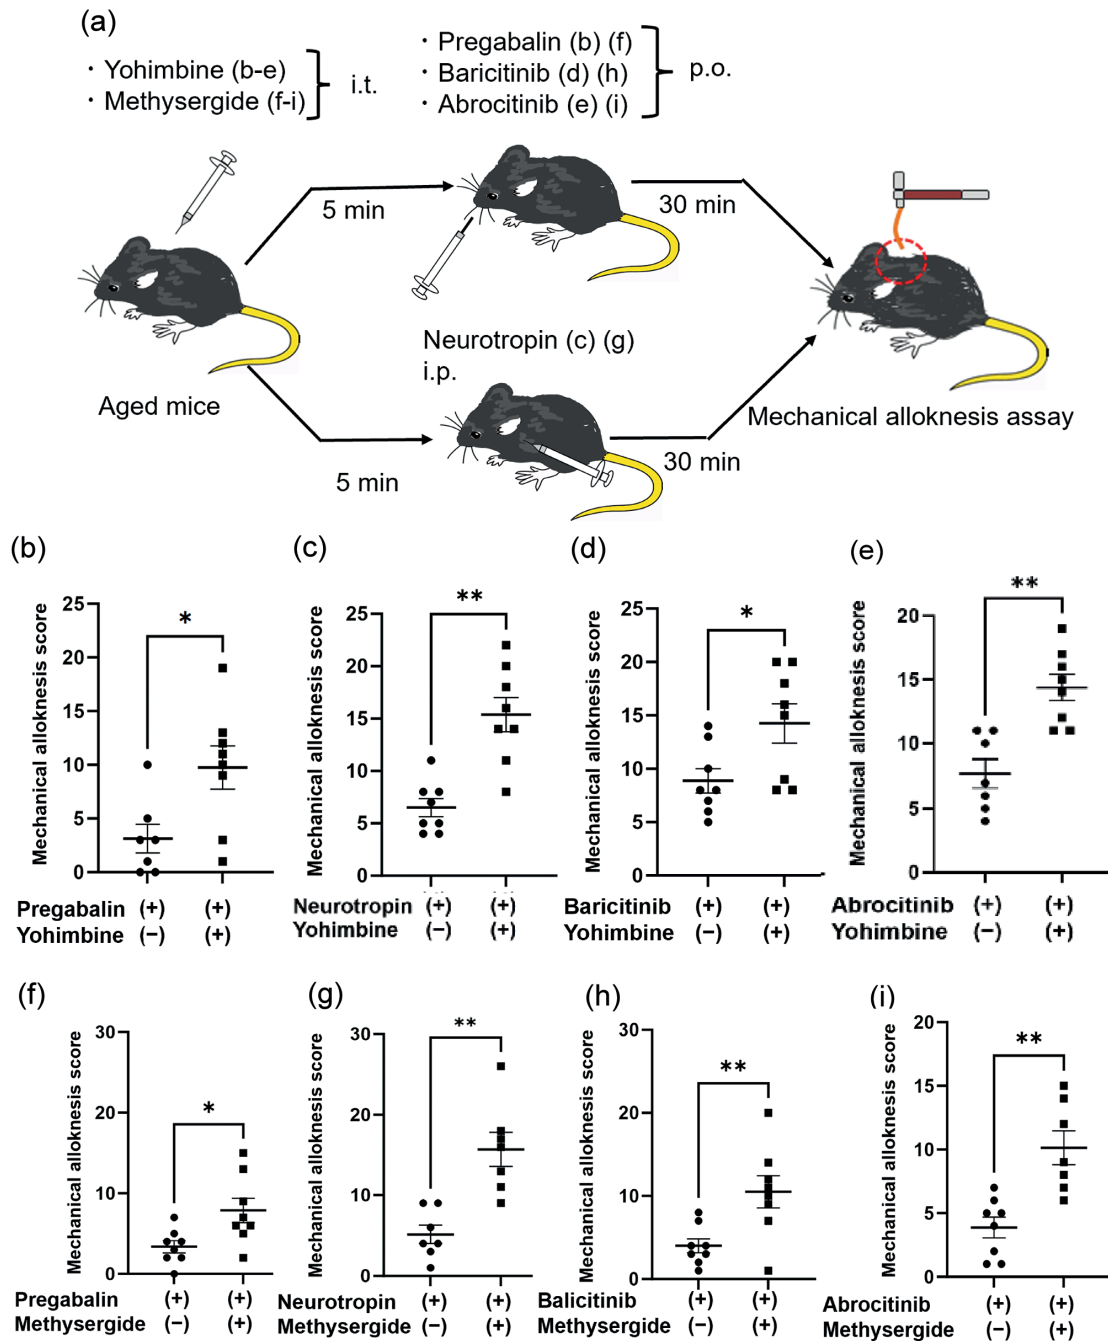 (a)
・Yohimbine (b-e)
・Methysergide (f-i)
i.t.
・Pregabalin (b) (f)
・Baricitinib (d) (h)
・Abrocitinib (e) (i)
p.o.
5 min
30 min
Neurotropin (c) (g)
i.p.
Aged mice
5 min
30 min
Mechanical alloknesis assay
(b)
Mechanical alloknesis score
25
20
15
10
5
0
*
Pregabalin (+) (+)
Yohimbine (−) (+)
(c)
Mechanical alloknesis score
25
20
15
10
5
0
**
Neurotropin (+) (+)
Yohimbine (−) (+)
(d)
Mechanical alloknesis score
25
20
15
10
5
0
*
Baricitinib (+) (+)
Yohimbine (−) (+)
(e)
Mechanical alloknesis score
20
15
10
5
0
**
Abrocitinib (+) (+)
Yohimbine (−) (+)
(f)
Mechanical alloknesis score
30
20
10
0
*
Pregabalin (+) (+)
Methysergide (−) (+)
(g)
Mechanical alloknesis score
30
20
10
0
**
Neurotropin (+) (+)
Methysergide (−) (+)
(h)
Mechanical alloknesis score
30
20
10
0
**
Balicitinib (+) (+)
Methysergide (−) (+)
(i)
Mechanical alloknesis score
20
15
10
5
0
**
Abrocitinib (+) (+)
Methysergide (−) (+)